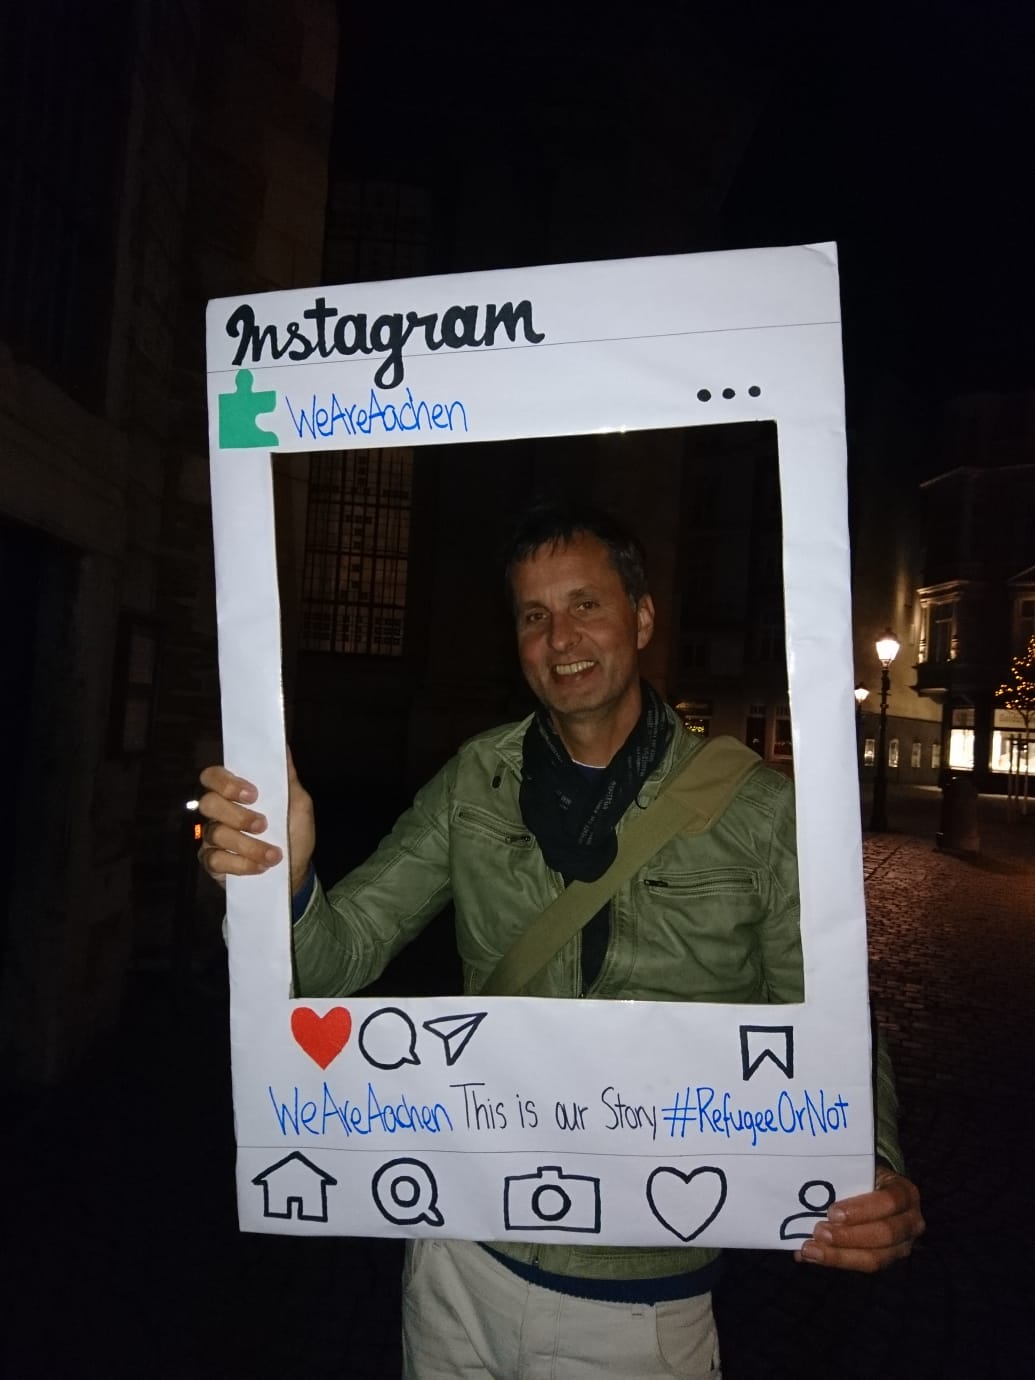 Instagram
WeAreAachen
WeAreAachen This is our Story #RefugeeOrNot